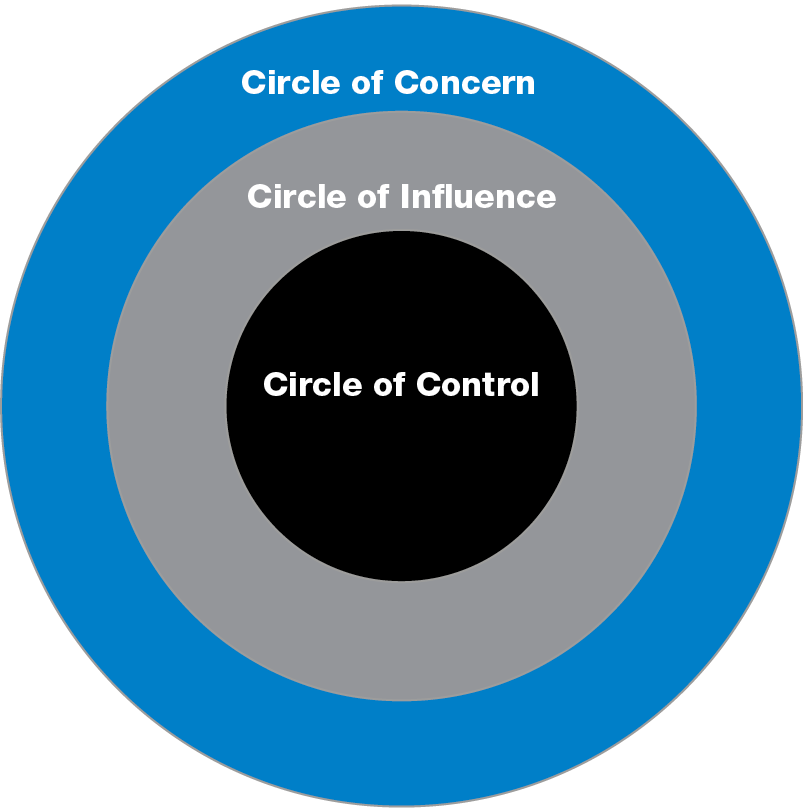 Circle of Concern
Circle of Influence
Circle of Control